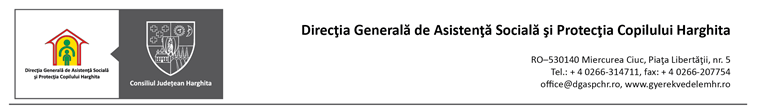 Direcţia Generală de Asistenţă Socială şi Protecţia Copilului Harghita
RO–530140 Miercurea Ciuc, Piaţa Libertăţii, nr. 5
Tel.: + 4 0266-314711, fax: + 4 0266-207754
office@dgaspchr.ro, www.gyerekvedelemhr.ro
Direcţia Generală de Asistenţă Socială
şi Protecţia Copilului Harghita
Consiliul Judeţean Harghita